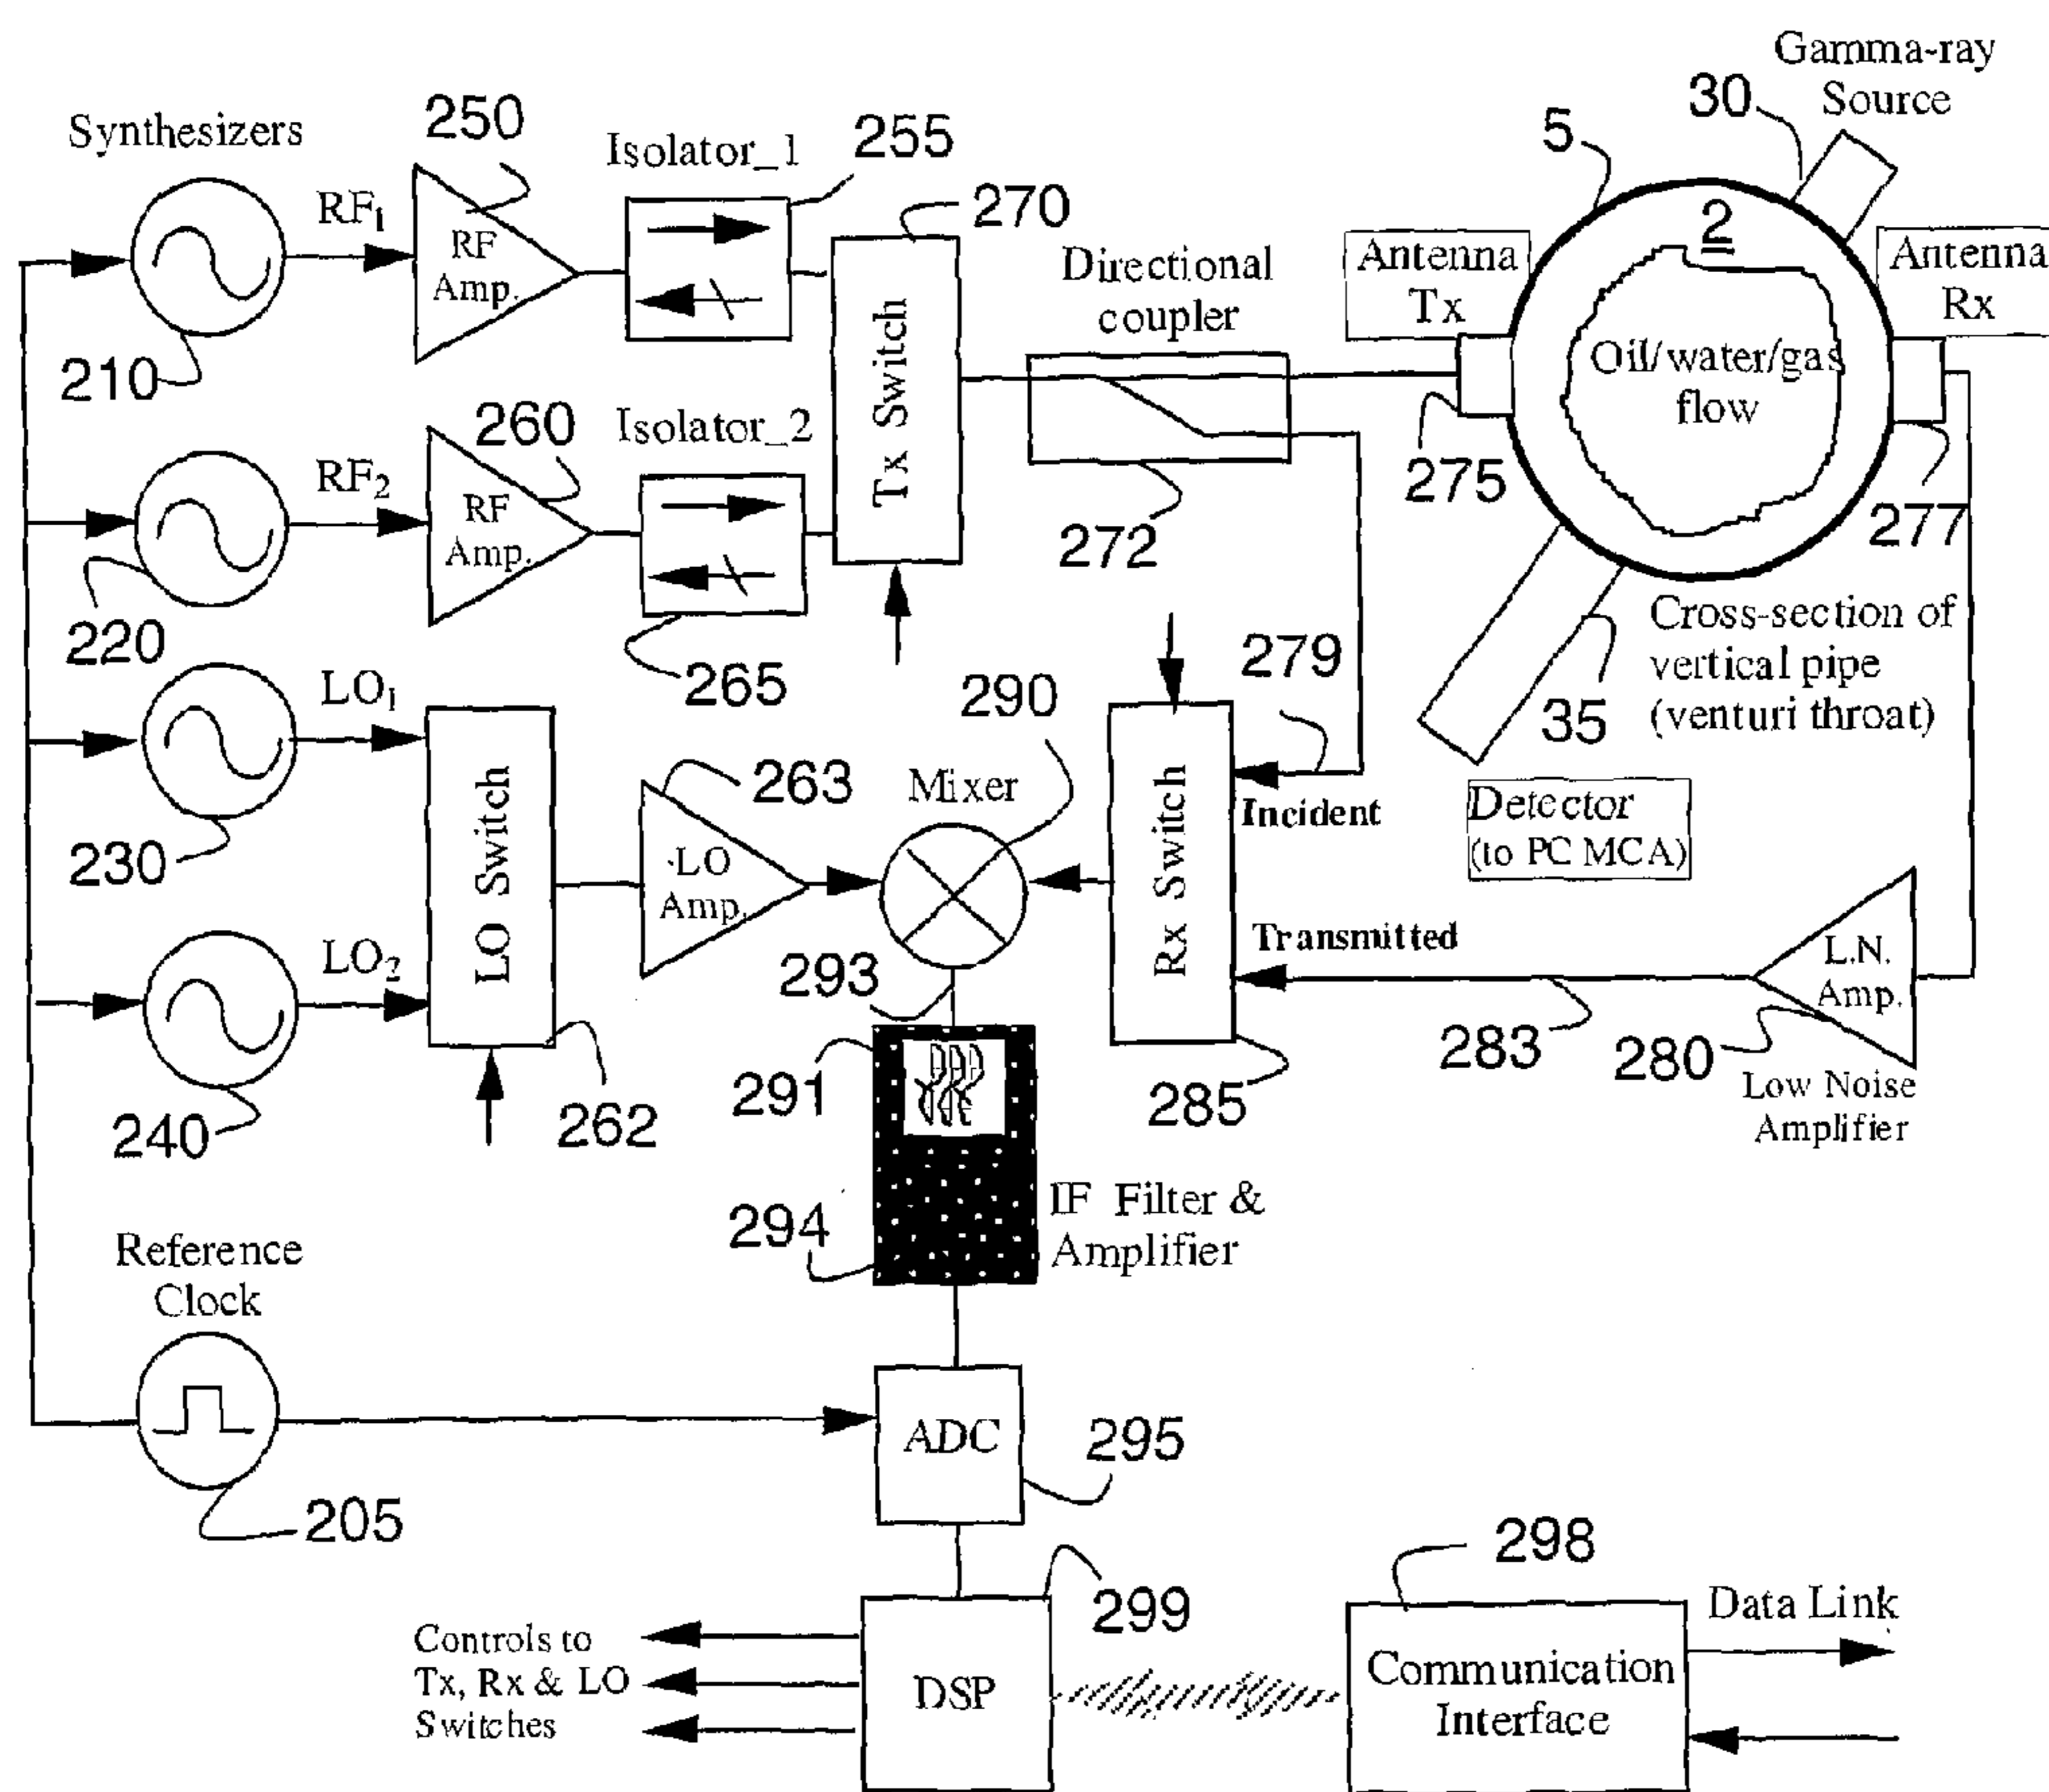 Gamma-ray
Source
30
Synthesizers
250
Isolator_1
255
5
270
2
RF1
RF
Amp.
Directional
coupler
Antenna
Tx
Antenna
Rx
210
Tx Switch
Oil/water/gas
flow
260
Isolator_2
275
277
RF2
RF
Amp.
272
220
265
Cross-section of
vertical pipe
(venturi throat)
279
35
LO1
290
263
Mixer
Incident
Detector
(to PC MCA)
230
LO Switch
LO
Amp.
Rx Switch
Transmitted
L.N.
Amp.
LO2
293
283
280
Low Noise
Amplifier
240
262
291
285
294
IF Filter &
Amplifier
Reference
Clock
ADC
295
205
298
299
Data Link
Controls to
Tx, Rx & LO
Switches
DSP
Communication
Interface